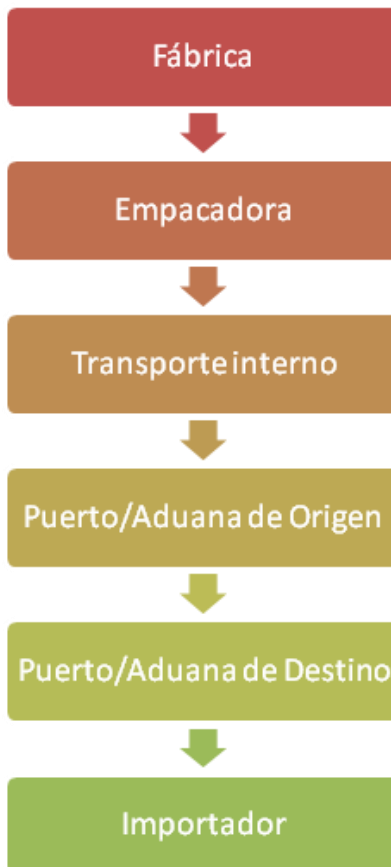 Fábrica
Empacadora
Transporte interno
Puerto/Aduana de Origen
Puerto/Aduana de Destino
Importador